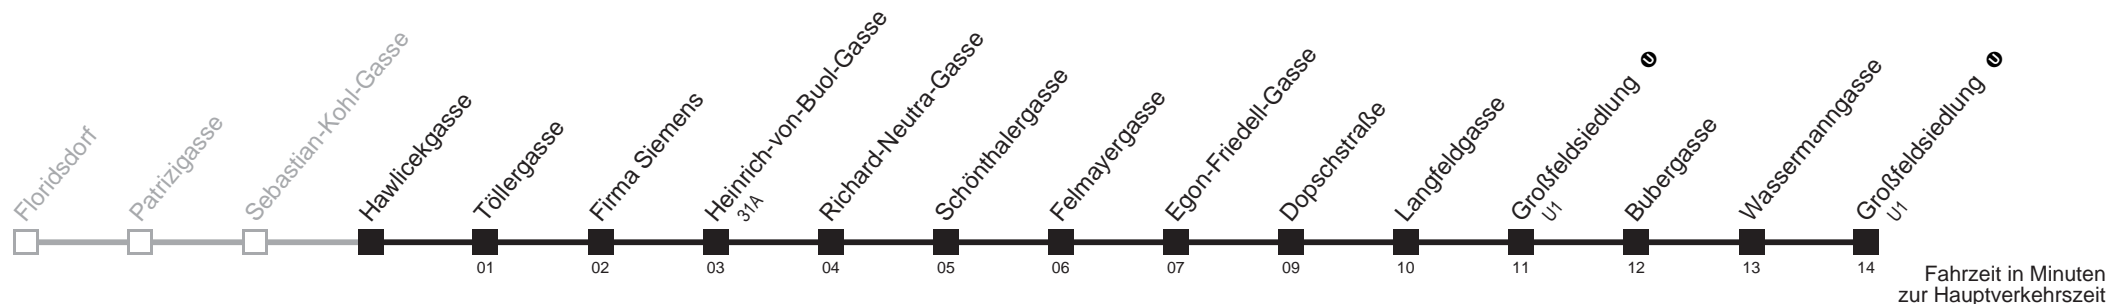 Floridsdorf
Patrizigasse
Sebastian-Kohl-Gasse
Hawlicekgasse
Töllergasse
Firma Siemens
Heinrich-von-Buol-Gasse
31A
Richard-Neutra-Gasse
Schönthalergasse
Felmayergasse
Egon-Friedell-Gasse
Dopschstraße
Langfeldgasse
Großfeldsiedlung U
U1
Bubergasse
Wassermanngasse
Großfeldsiedlung U
U1
01 02 03 04 05 06 07 09 10 11 12 13 14
Fahrzeit in Minuten
zur Hauptverkehrszeit